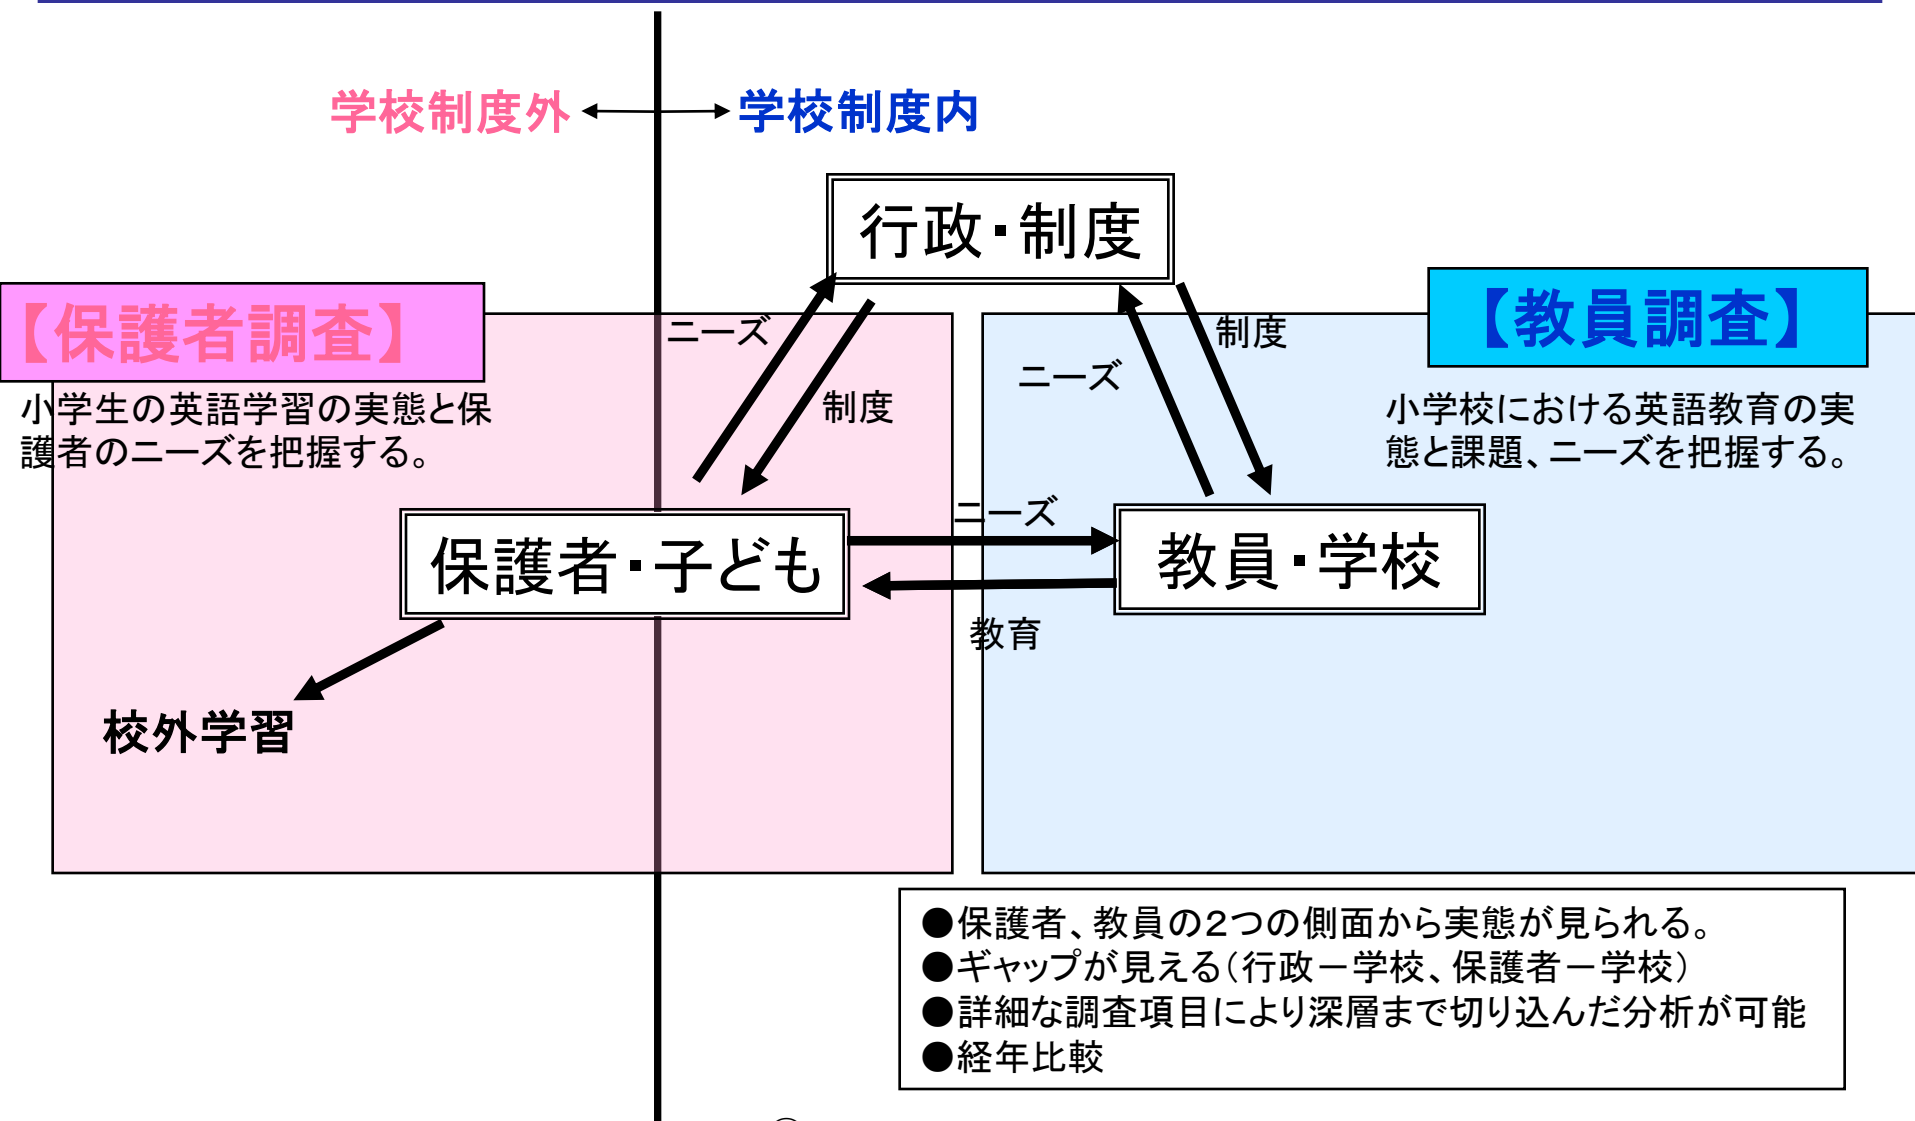 学校制度外
学校制度内
行政・制度
【保護者調査】
【教員調査】
ニーズ
制度
ニーズ
制度
小学生の英語学習の実態と保
護者のニーズを把握する。
小学校における英語教育の実
態と課題、ニーズを把握する。
ニーズ
保護者・子ども
教員・学校
教育
校外学習
●保護者、教員の2つの側面から実態が見られる。
●ギャップが見える(行政－学校、保護者－学校)
●詳細な調査項目により深層まで切り込んだ分析が可能
●経年比較